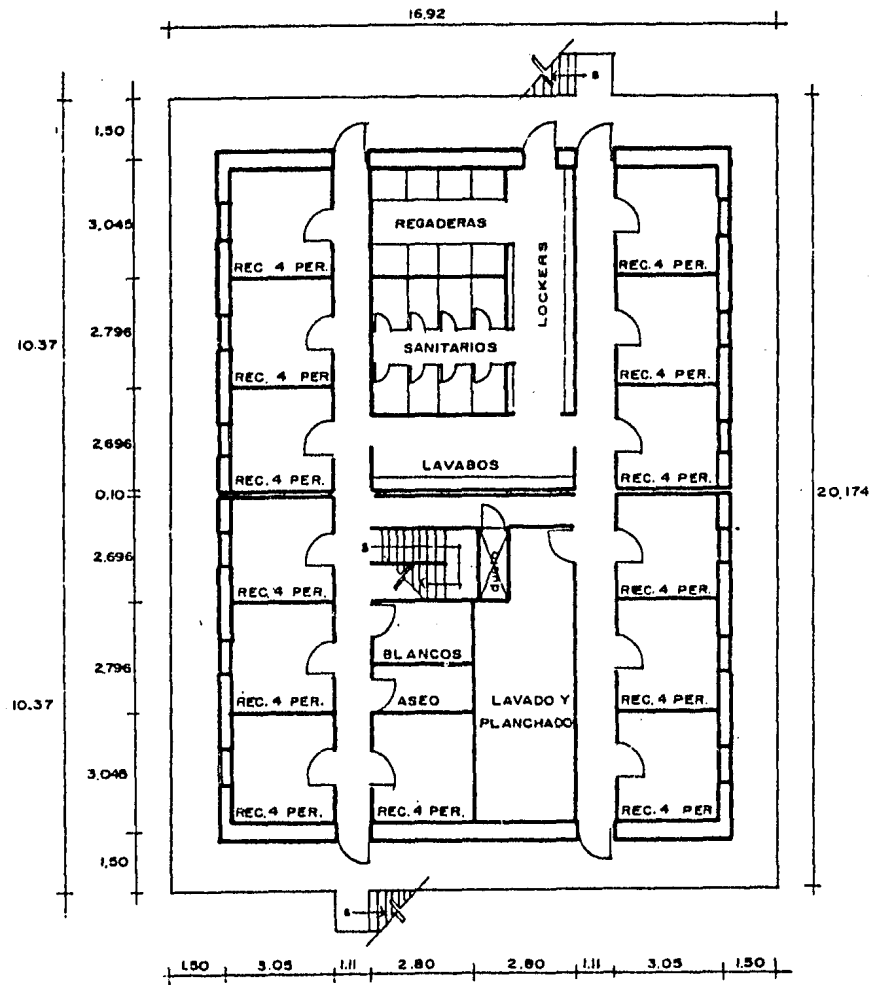 16,92
S
1,50
3,045
REGADERAS
LOCKERS
REC. 4 PER.
REC. 4 PER.
10.37
2.796
SANITARIOS
REC. 4 PER
REC. 4 PER.
2,696
LAVABOS
REC. 4 PER.
REC. 4 PER.
0,10
20,174
S
2,696
DUCTO
REC. 4 PER.
REC. 4 PER.
BLANCOS
2,796
10.37
ASEO
LAVADO Y
PLANCHADO
REC. 4 PER.
REC. 4 PER.
3,046
REC. 4 PER.
REC. 4 PER.
REC. 4 PER
1,50
S
1,50
3.05
1.11
2.80
2.80
1.11
3.05
1.50